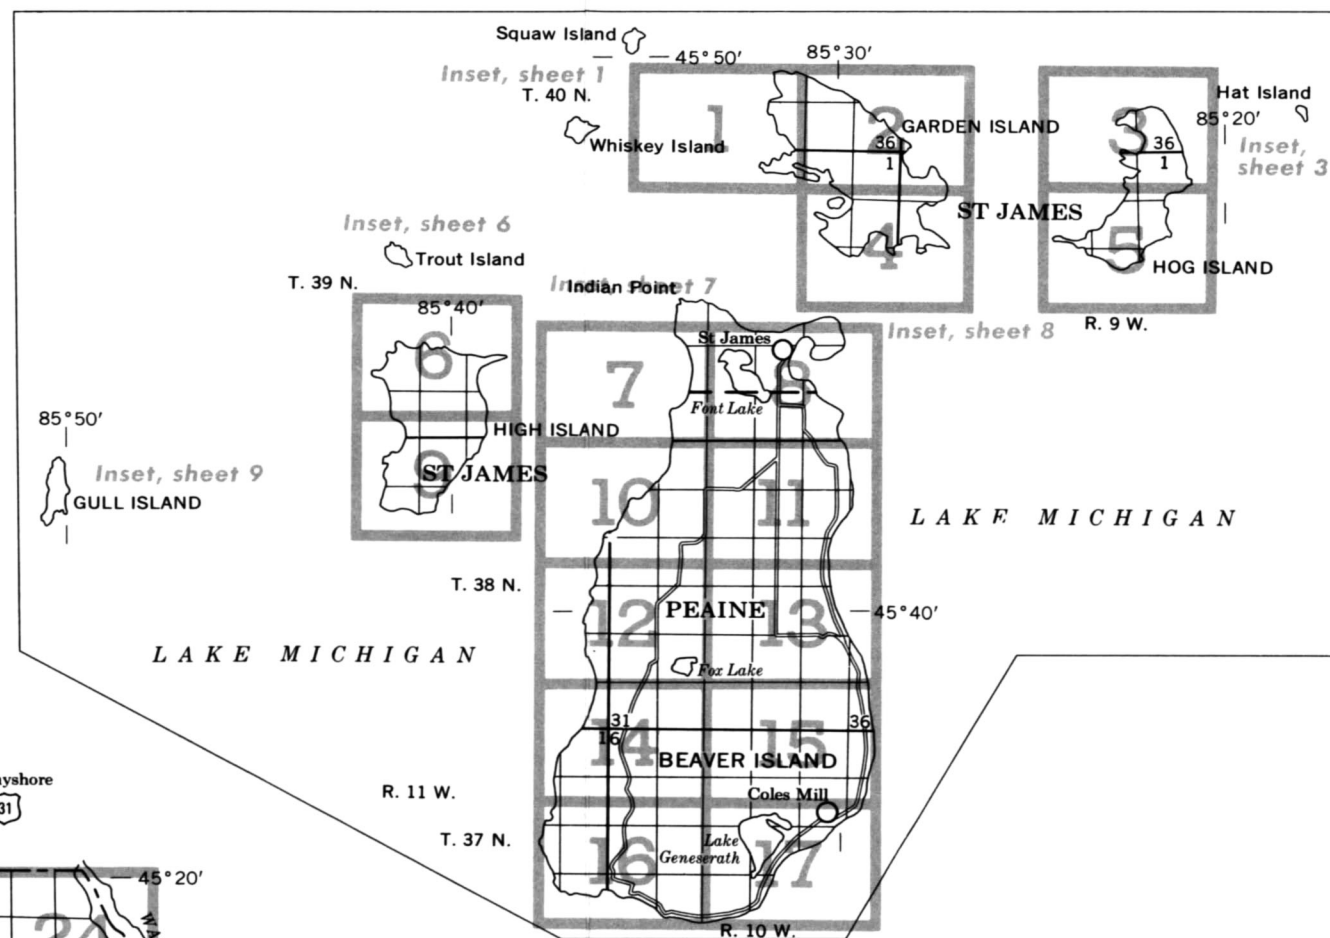 Squaw Island
45°50'
85°30'
Inset, sheet 1
T. 40 N.
Whiskey Island
1
2
GARDEN ISLAND
36
1
3
Hat Island
85°20'
36
1
Inset,
sheet 3
ST JAMES
4
5
HOG ISLAND
R. 9 W.
Inset, sheet 6
Trout Island
T. 39 N.
85°40'
Inset, sheet 7
Indian Point
Inset, sheet 8
St James
6
7
8
Font Lake
85°50'
HIGH ISLAND
Inset, sheet 9
9
ST JAMES
GULL ISLAND
10
11
LAKE MICHIGAN
T. 38 N.
12
PEAINE
13
45°40'
LAKE MICHIGAN
Fox Lake
31
36
16
14
15
BEAVER ISLAND
yshore
31
R. 11 W.
Coles Mill
T. 37 N.
Lake
Geneserath
16
17
45°20'
R. 10 W.